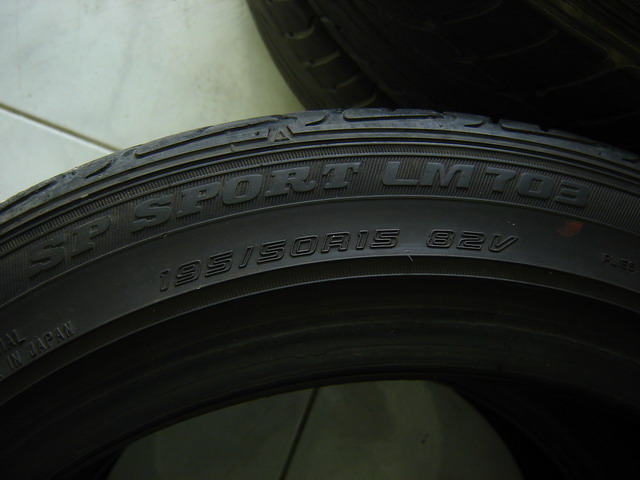 SP SPORT LM703
195/50R15 82V
IN JAPAN